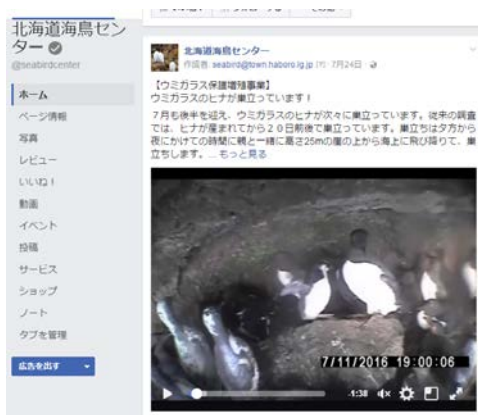 北海道海鳥セン
ター
@seabirdcenter
ホーム
ページ情報
写真
レビュー
いいね！
動画
イベント
投稿
サービス
ショップ
ノート
タブを管理
広告を出す
北海道海鳥センター
作成者 seabird@town.haboro.lg.jp [?]・7月24日・
【ウミガラス保護増殖事業】
ウミガラスのヒナが巣立っています！
７月も後半を迎え、ウミガラスのヒナが次々に巣立っています。従来の調査
では、ヒナが産まれてから２０日前後で巣立っています。巣立ちは夕方から
夜にかけての時間に親と一緒に高さ25mの崖の上から海上に飛び降りて、巣
立ちします。... もっと見る
7/11/2016 19:00:06
-1:38